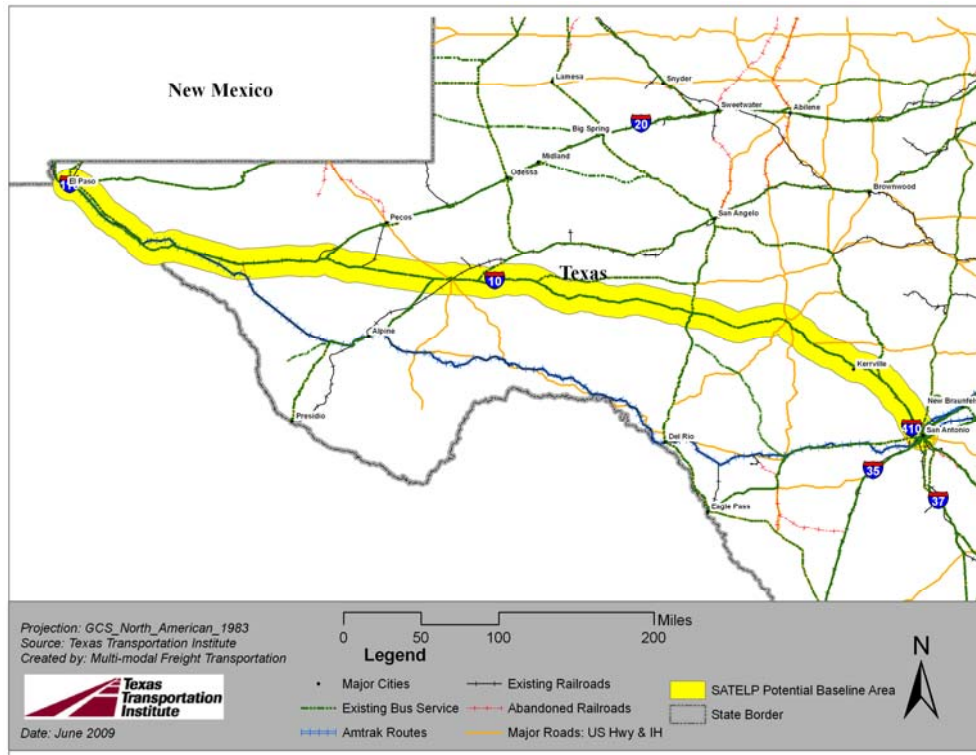 New Mexico
Lamesa
Snyder
Sweetwater
Abilene
20
Big Spring
Midland
Odessa
El Paso
Brownwood
San Angelo
Pecos
10
Texas
Alpine
Kerrville
New Braunfels
Presidio
410
San Antonio
Del Rio
35
37
Eagle Pass
Projection: GCS_North_American_1983
Source: Texas Transportation Institute
Created by: Multi-modal Freight Transportation
Texas
Transportation
Institute
Date: June 2009
Miles
0 50 100 200
Legend
Major Cities
Existing Bus Service
Amtrak Routes
Existing Railroads
Abandoned Railroads
Major Roads: US Hwy & IH
SATELP Potential Baseline Area
State Border
N